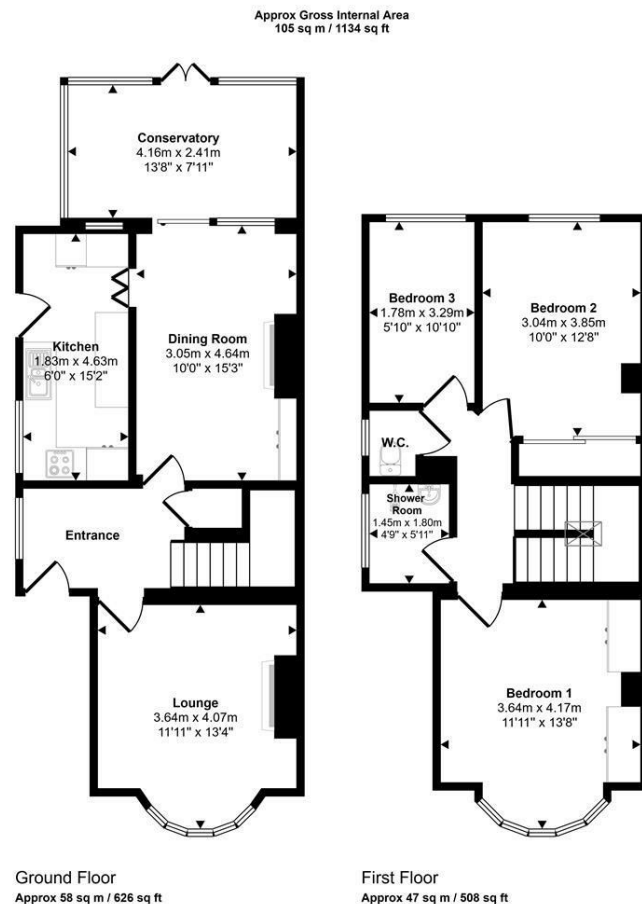 Approx Gross Internal Area
105 sq m / 1134 sq ft
Conservatory
4.16m x 2.41m
13'8" x 7'11"
Kitchen
1.83m x 4.63m
6'0" x 15'2"
Dining Room
3.05m x 4.64m
10'0" x 15'3"
Entrance
Lounge
3.64m x 4.07m
11'11" x 13'4"
Ground Floor
Approx 58 sq m / 626 sq ft
Bedroom 3
1.78m x 3.29m
5'10" x 10'10"
Bedroom 2
3.04m x 3.85m
10'0" x 12'8"
W.C.
Shower
Room
1.45m x 1.80m
4'9" x 5'11"
Bedroom 1
3.64m x 4.17m
11'11" x 13'8"
First Floor
Approx 47 sq m / 508 sq ft